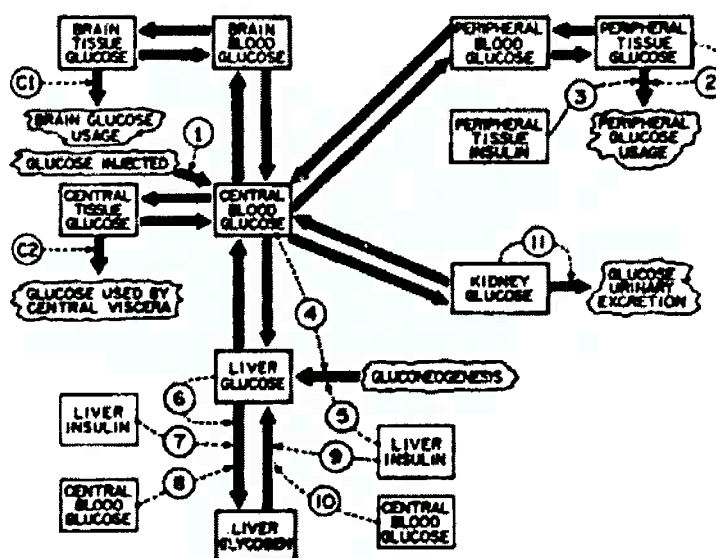 BRAIN
TISSUE
GLUCOSE
BRAIN
BLOOD
GLUCOSE
PERIPHERAL
BLOOD
GLUCOSE
PERIPHERAL
TISSUE
GLUCOSE
C1
3
2
BRAIN GLUCOSE
USAGE
1
PERIPHERAL
TISSUE
INSULIN
PERIPHERAL
GLUCOSE
USAGE
GLUCOSE INJECTED
CENTRAL
TISSUE
GLUCOSE
CENTRAL
BLOOD
GLUCOSE
C2
11
GLUCOSE USED BY
CENTRAL VISCERA
KIDNEY
GLUCOSE
GLUCOSE
URINARY
EXCRETION
4
LIVER
GLUCOSE
GLUCONEOGENESIS
6
LIVER
INSULIN
7
5
9
LIVER
INSULIN
8
CENTRAL
BLOOD
GLUCOSE
10
CENTRAL
BLOOD
GLUCOSE
LIVER
GLYCOGEN